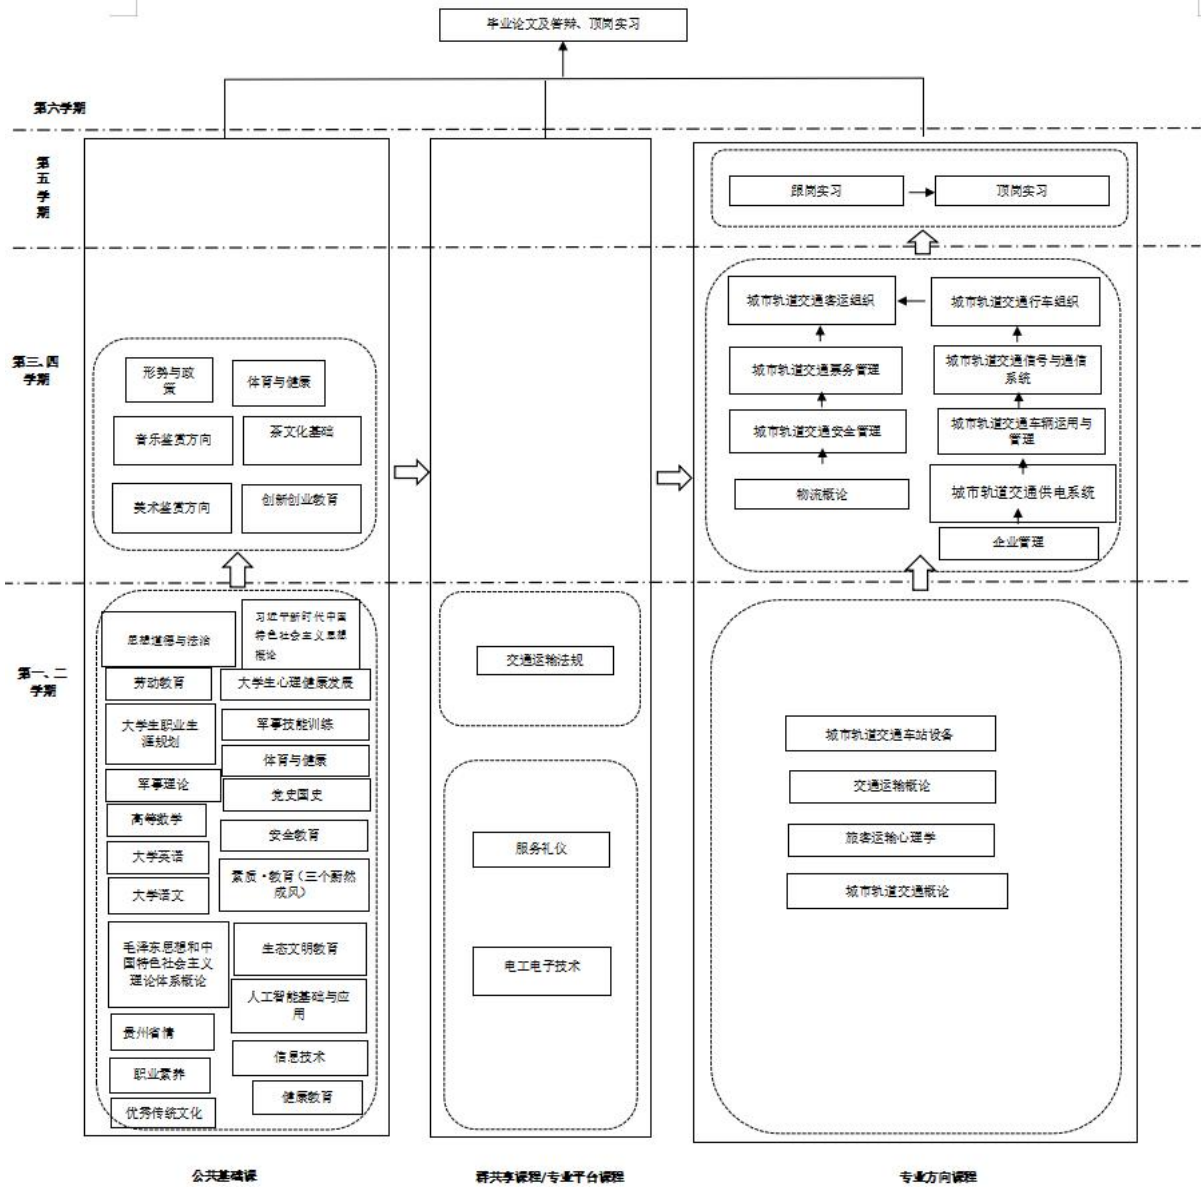 毕业论文及答辩、顶岗实习
第六学期
第
五
学
期
跟岗实习
顶岗实习
第三、四
学期
形势与政
策
体育与健康
音乐鉴赏方向
茶文化基础
美术鉴赏方向
创新创业教育
城市轨道交通客运组织
城市轨道交通行车组织
城市轨道交通票务管理
城市轨道交通信号与通信
系统
城市轨道交通安全管理
城市轨道交通车辆运用与
管理
物流概论
城市轨道交通供电系统
企业管理
第一、二
学期
思想道德与法治
习近平新时代中国
特色社会主义思想
概论
劳动教育
大学生心理健康发展
大学生职业生
涯规划
军事技能训练
体育与健康
军事理论
党史国史
高等数学
安全教育
大学英语
素质·教育（三个蔚然
成风）
大学语文
毛泽东思想和中
国特色社会主义
理论体系概论
生态文明教育
人工智能基础与应
用
贵州省情
信息技术
职业素养
健康教育
优秀传统文化
交通运输法规
服务礼仪
电工电子技术
城市轨道交通车站设备
交通运输概论
旅客运输心理学
城市轨道交通概论
公共基础课
群共享课程/专业平台课程
专业方向课程